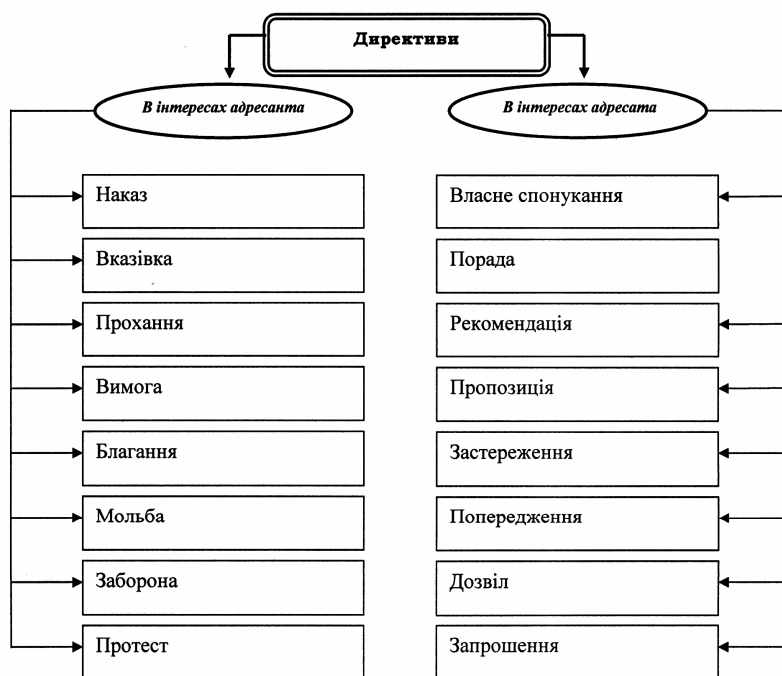 Директиви
В інтересах адресанта
В інтересах адресата
Наказ
Вказівка
Прохання
Вимога
Благання
Мольба
Заборона
Протест
Власне спонукання
Порада
Рекомендація
Пропозиція
Застереження
Попередження
Дозвіл
Запрошення